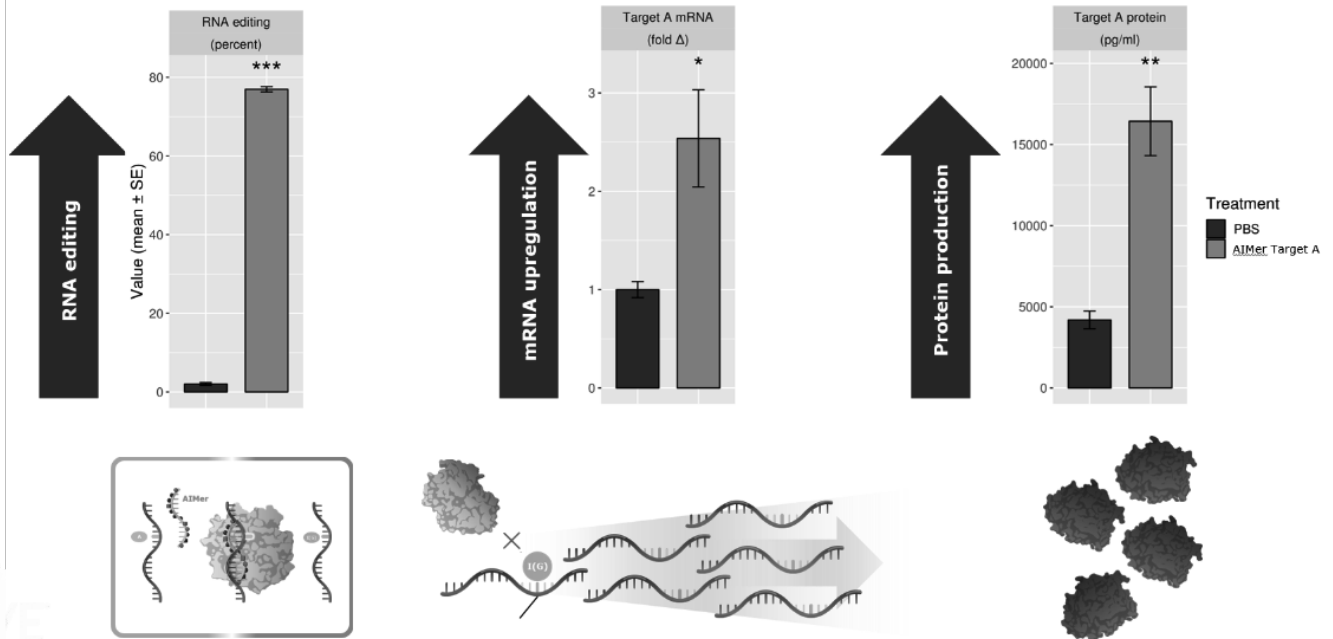 RNA editing
(percent)
***
80
60
40
20
0
Value (mean ± SE)
RNA editing
Target A mRNA
(fold Δ)
*
3
2
1
0
mRNA upregulation
Target A protein
(pg/ml)
**
20000
15000
10000
5000
0
Protein production
Treatment
PBS
AIMer Target A
AIMer
I(G)